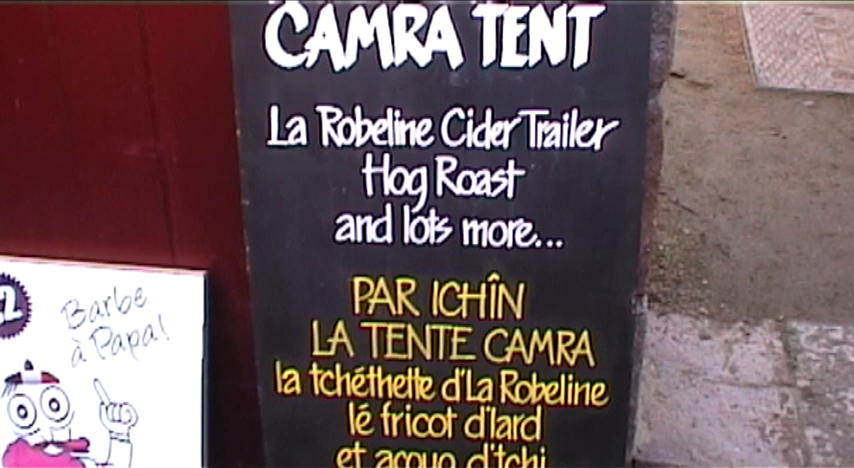 CAMRA TENT
La Robeline Cider Trailer
Hog Roast
and lots more...
PAR ICHÎN
LA TENTE CAMRA
la tchéthette d'La Robeline
lé fricot d'lard
et acouo d'tchi
2
Barbe
à Papa!